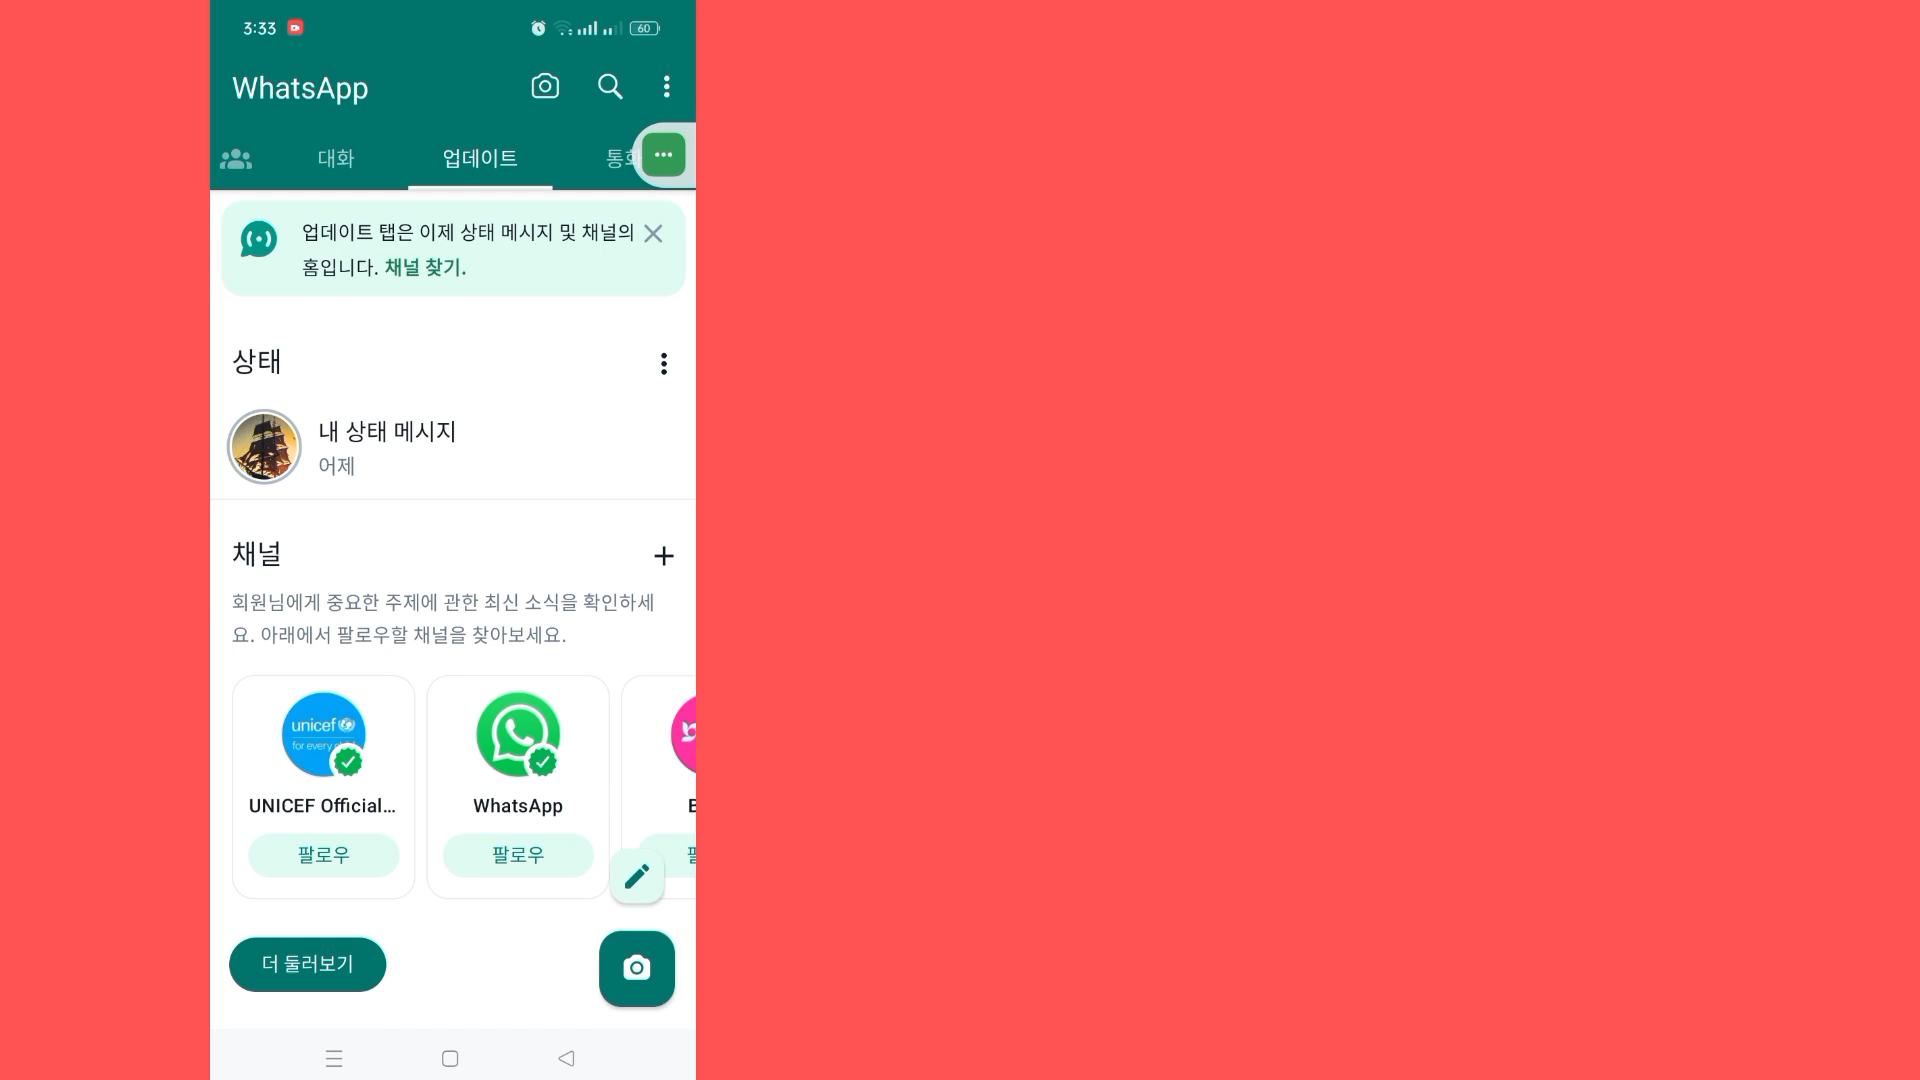 3:33
60
WhatsApp
대화
업데이트
업데이트 탭은 이제 상태 메시지 및 채널의
홈입니다. 채널 찾기.
상태
내 상태 메시지
어제
채널
회원님에게 중요한 주제에 관한 최신 소식을 확인하세
요. 아래에서 팔로우할 채널을 찾아보세요.
unicef
for every
UNICEF Official...
WhatsApp
팔로우
팔로우
더 둘러보기